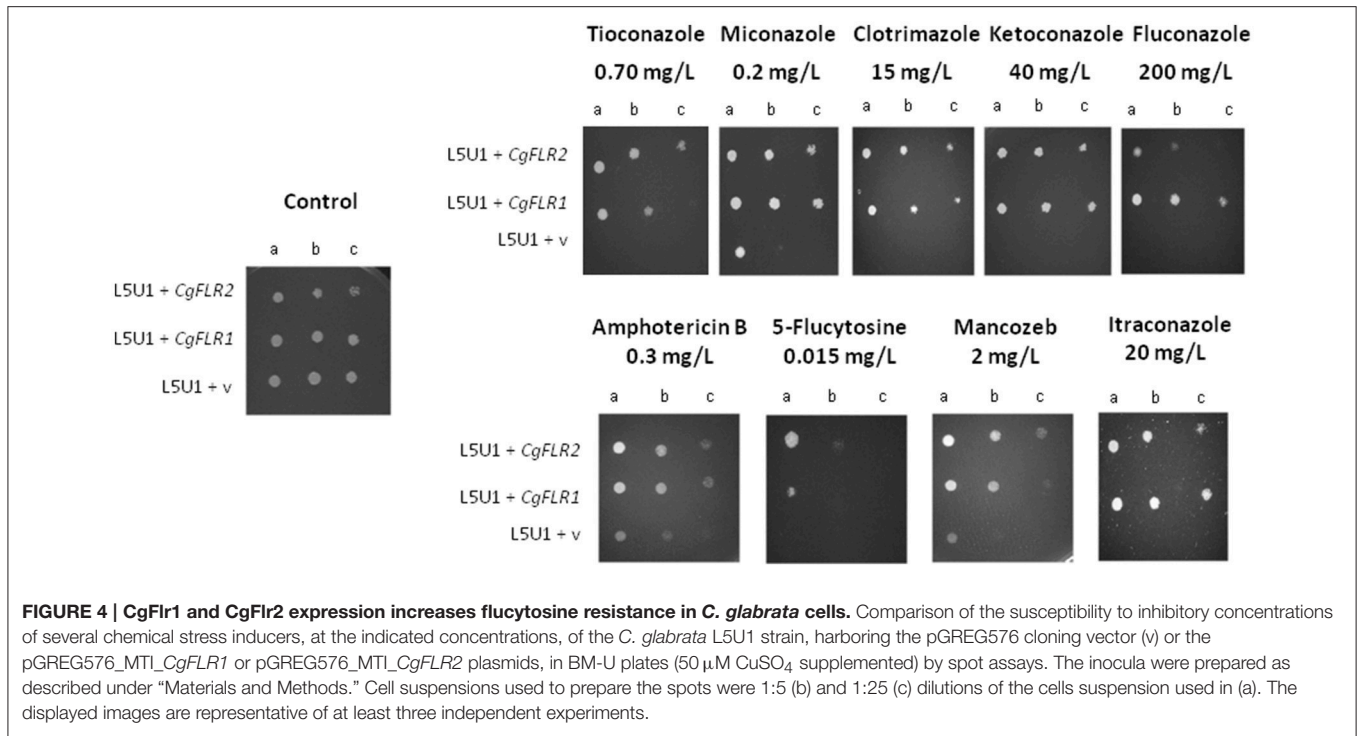 Tioconazole Miconazole Clotrimazole Ketoconazole Fluconazole
0.70 mg/L 0.2 mg/L 15 mg/L 40 mg/L 200 mg/L
a b c a b c a b c a b c a b c
L5U1 + CgFLR2
L5U1 + CgFLR1
L5U1 + v
Control
a b c
L5U1 + CgFLR2
L5U1 + CgFLR1
L5U1 + v
Amphotericin B 5-Flucytosine Mancozeb Itraconazole
0.3 mg/L 0.015 mg/L 2 mg/L 20 mg/L
a b c a b c a b c a b c
L5U1 + CgFLR2
L5U1 + CgFLR1
L5U1 + v
FIGURE 4 | CgFlr1 and CgFlr2 expression increases flucytosine resistance in C. glabrata cells. Comparison of the susceptibility to inhibitory concentrations
of several chemical stress inducers, at the indicated concentrations, of the C. glabrata L5U1 strain, harboring the pGREG576 cloning vector (v) or the
pGREG576_MTI_CgFLR1 or pGREG576_MTI_CgFLR2 plasmids, in BM-U plates (50 μM CuSO₄ supplemented) by spot assays. The inocula were prepared as
described under “Materials and Methods.” Cell suspensions used to prepare the spots were 1:5 (b) and 1:25 (c) dilutions of the cells suspension used in (a). The
displayed images are representative of at least three independent experiments.